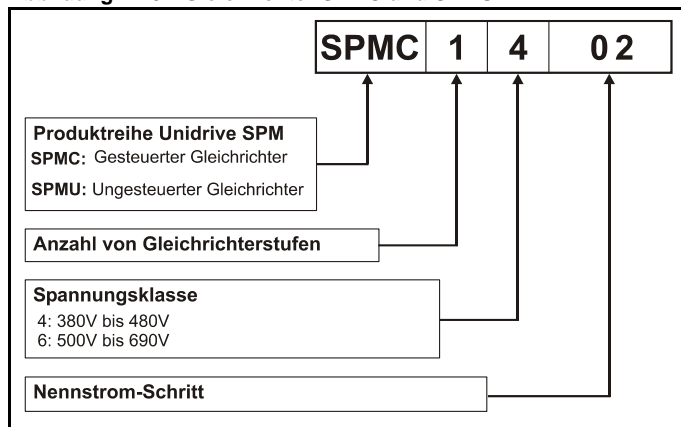 SPMC 1 4 02
Produktreihe Unidrive SPM
SPMC: Gesteuerter Gleichrichter
SPMU: Ungesteuerter Gleichrichter
Anzahl von Gleichrichterstufen
Spannungsklasse
4: 380V bis 480V
6: 500V bis 690V
Nennstrom-Schritt